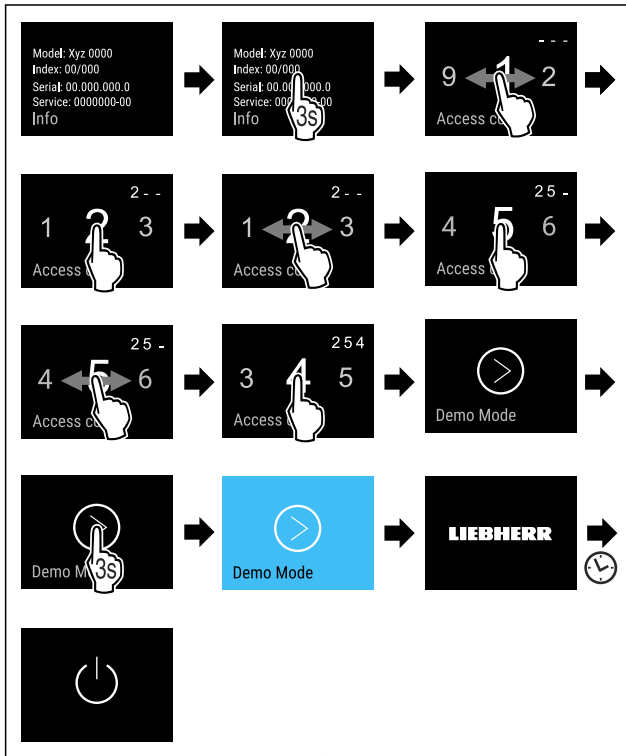 Model: Xyz 0000
Index: 00/000
Serial: 00.000.000.0
Service: 0000000-00
Info
Model: Xyz 0000
Index: 00/000
Serial: 00.00 000.0
Service: 000 -00
Info
3s
- - -
9 1 2
Access co
2 - -
1 2 3
Access c
2 - -
1 2 3
Access co
2 5 -
4 5 6
Access c
2 5 -
4 5 6
Access co
2 5 4
3 4 5
Access c
Demo Mode
Demo M
3s
Demo Mode
LIEBHERR